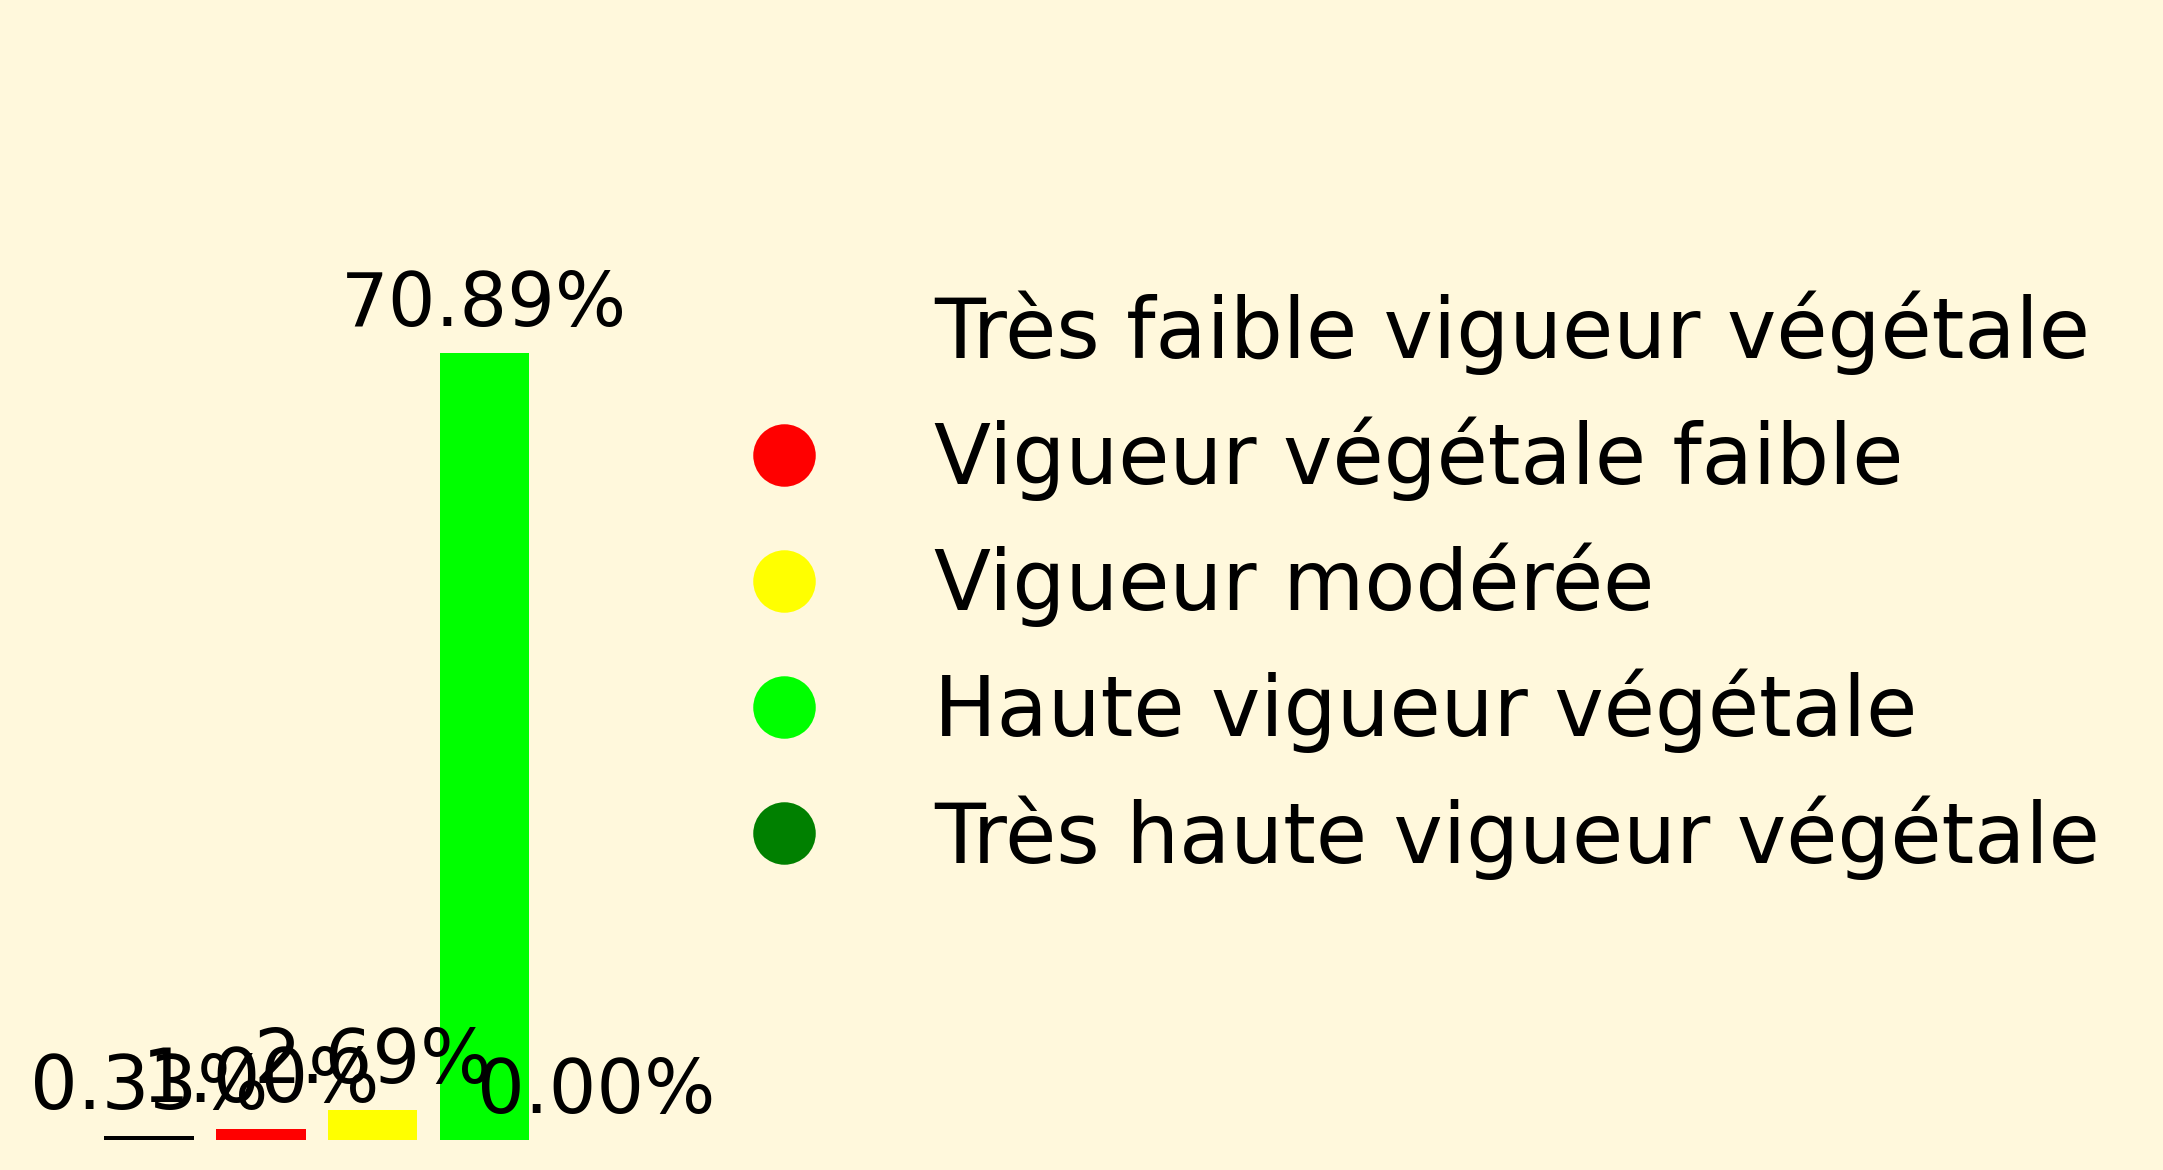 70.89%
Très faible vigueur végétale
Vigueur végétale faible
Vigueur modérée
Haute vigueur végétale
Très haute vigueur végétale
0.33%
1.00%
2.69%
0.00%